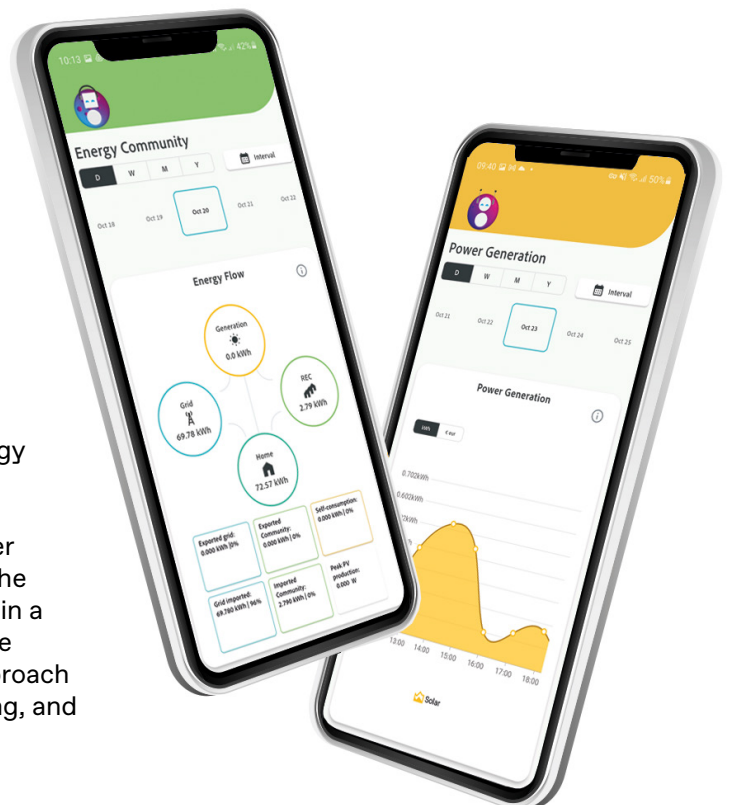 10:13
42%
Energy Community
D W M Y
Interval
Oct 18 Oct 19 Oct 20 Oct 21 Oct 22
Energy Flow
Generation
0.0 kWh
Grid
69.78 kWh
REC
2.79 kWh
Home
72.57 kWh
Exported grid:
0.000 kWh |0%
Exported
Community:
0.000 kWh | 0%
Self-consumption:
0.000 kWh | 0%
Grid imported:
69.780 kWh | 96%
Imported
Community:
2.790 kWh | 0%
Peak PV
production:
0.000 W
09:40
50%
Power Generation
D W M Y
Interval
Oct 21 Oct 22 Oct 23 Oct 24 Oct 25
Power Generation
kWh € eur
0.702kWh
0.602kWh
13:00 14:00 15:00 16:00 17:00 18:00
Solar
gy
er
he
in a
e
proach
ng, and